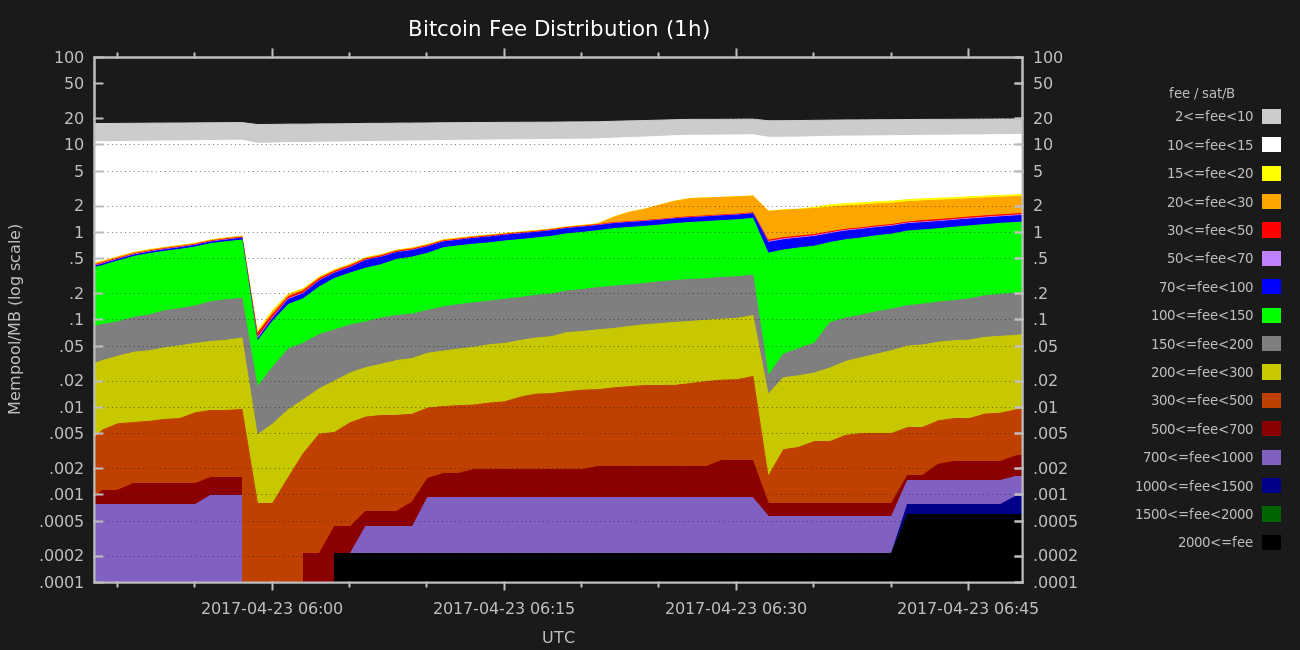 Bitcoin Fee Distribution (1h)
Mempool/MB (log scale)
100
50
20
10
5
2
1
.5
.2
.1
.05
.02
.01
.005
.002
.001
.0005
.0002
.0001
100
50
20
10
5
2
1
.5
.2
.1
.05
.02
.01
.005
.002
.001
.0005
.0002
.0001
fee / sat/B
2<=fee<10
10<=fee<15
15<=fee<20
20<=fee<30
30<=fee<50
50<=fee<70
70<=fee<100
100<=fee<150
150<=fee<200
200<=fee<300
300<=fee<500
500<=fee<700
700<=fee<1000
1000<=fee<1500
1500<=fee<2000
2000<=fee
2017-04-23 06:00 2017-04-23 06:15 2017-04-23 06:30 2017-04-23 06:45
UTC